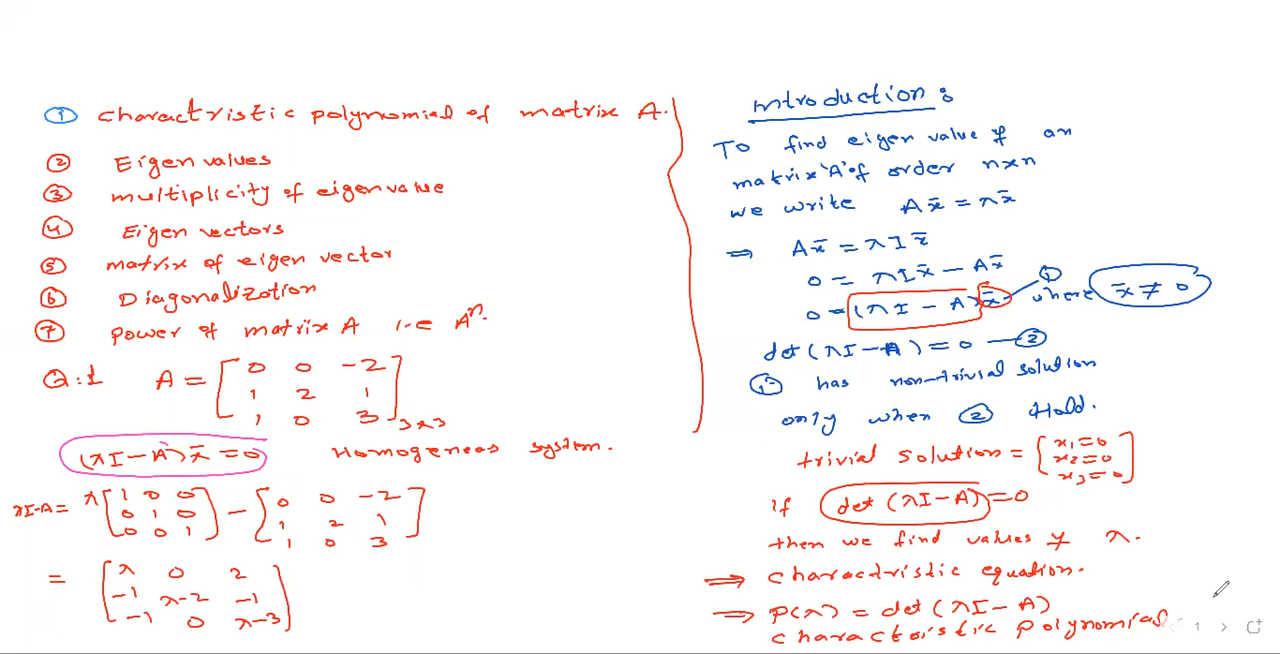 ① charactristic polynomial of matrix A.
② Eigen values
③ multiplicity of eigenvalue
④ Eigen vectors
⑤ matrix of eigen vector
⑥ Diagonalization
⑦ power of matrix A i-e Aⁿ.
Q:1 A = [0 0 -2
1 2 1
1 0 3]3x3
(λI-A)x̄ = 0 Homogeneos system.
λI-A = λ[1 0 0 - [0 0 -2
0 1 0 1 2 1
0 0 1] 1 0 3]
= [λ 0 2
-1 λ-2 -1
-1 0 λ-3]
introduction:
To find eigen value of an
matrix 'A' of order nxn
we write Ax̄ = λx̄
⇒ Ax̄ = λIx̄
0 = λIx̄ - Ax̄
0 = (λI - A)x̄ - ① where x̄ ≠ 0
det(λI-A) = 0 — ②
① has non-trivial solution
only when ② Hold.
trivial solution = [x₁=0
x₂=0
x₃=0]
if det(λI-A) = 0
then we find values of λ.
⇒ charactristic equation.
⇒ P(λ) = det(λI-A)
charactoistic polynomial
1